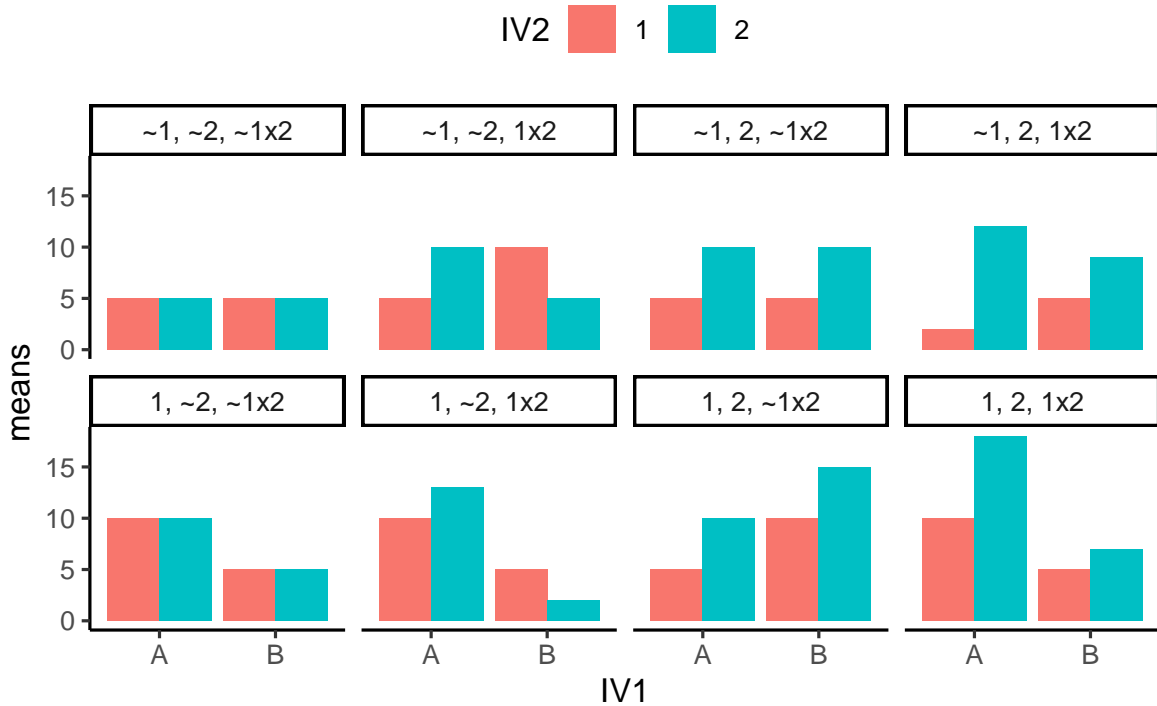 IV2 1 2
~1, ~2, ~1x2 ~1, ~2, 1x2 ~1, 2, ~1x2 ~1, 2, 1x2
15
10
5
0
means
1, ~2, ~1x2 1, ~2, 1x2 1, 2, ~1x2 1, 2, 1x2
15
10
5
0
A B A B A B A B
IV1